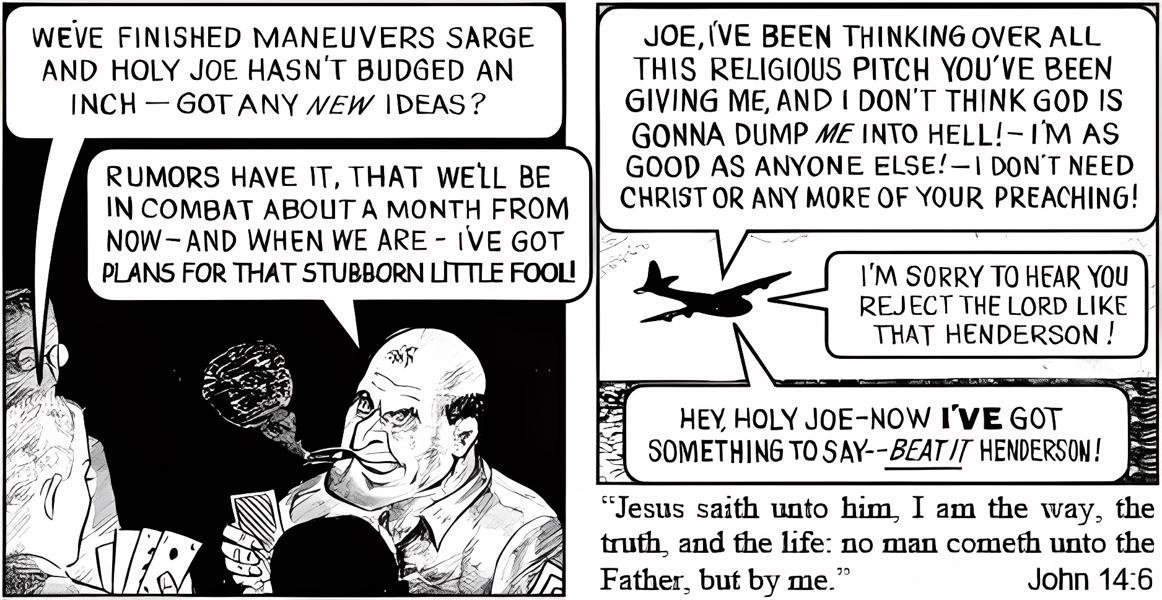 WE'VE FINISHED MANEUVERS SARGE
AND HOLY JOE HASN'T BUDGED AN
INCH — GOT ANY NEW IDEAS?
RUMORS HAVE IT, THAT WE'LL BE
IN COMBAT ABOUT A MONTH FROM
NOW—AND WHEN WE ARE - I'VE GOT
PLANS FOR THAT STUBBORN LITTLE FOOL!
JOE, I'VE BEEN THINKING OVER ALL
THIS RELIGIOUS PITCH YOU'VE BEEN
GIVING ME, AND I DON'T THINK GOD IS
GONNA DUMP ME INTO HELL!—I'M AS
GOOD AS ANYONE ELSE!—I DON'T NEED
CHRIST OR ANY MORE OF YOUR PREACHING!
I'M SORRY TO HEAR YOU
REJECT THE LORD LIKE
THAT HENDERSON!
HEY, HOLY JOE—NOW I'VE GOT
SOMETHING TO SAY--BEAT IT HENDERSON!
“Jesus saith unto him, I am the way, the
truth, and the life: no man cometh unto the
Father, but by me.” John 14:6